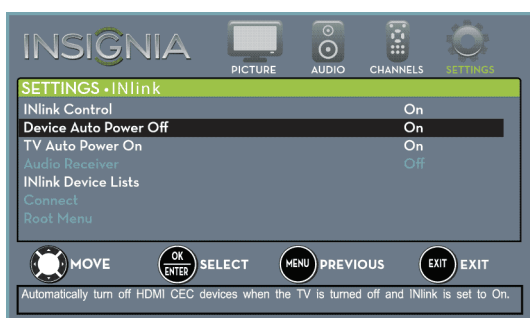 INSIGNIA
PICTURE AUDIO CHANNELS SETTINGS
SETTINGS • INlink
INlink Control On
Device Auto Power Off On
TV Auto Power On On
Audio Receiver Off
INlink Device Lists
Connect
Root Menu
MOVE OK ENTER SELECT MENU PREVIOUS EXIT EXIT
Automatically turn off HDMI CEC devices when the TV is turned off and INlink is set to On.